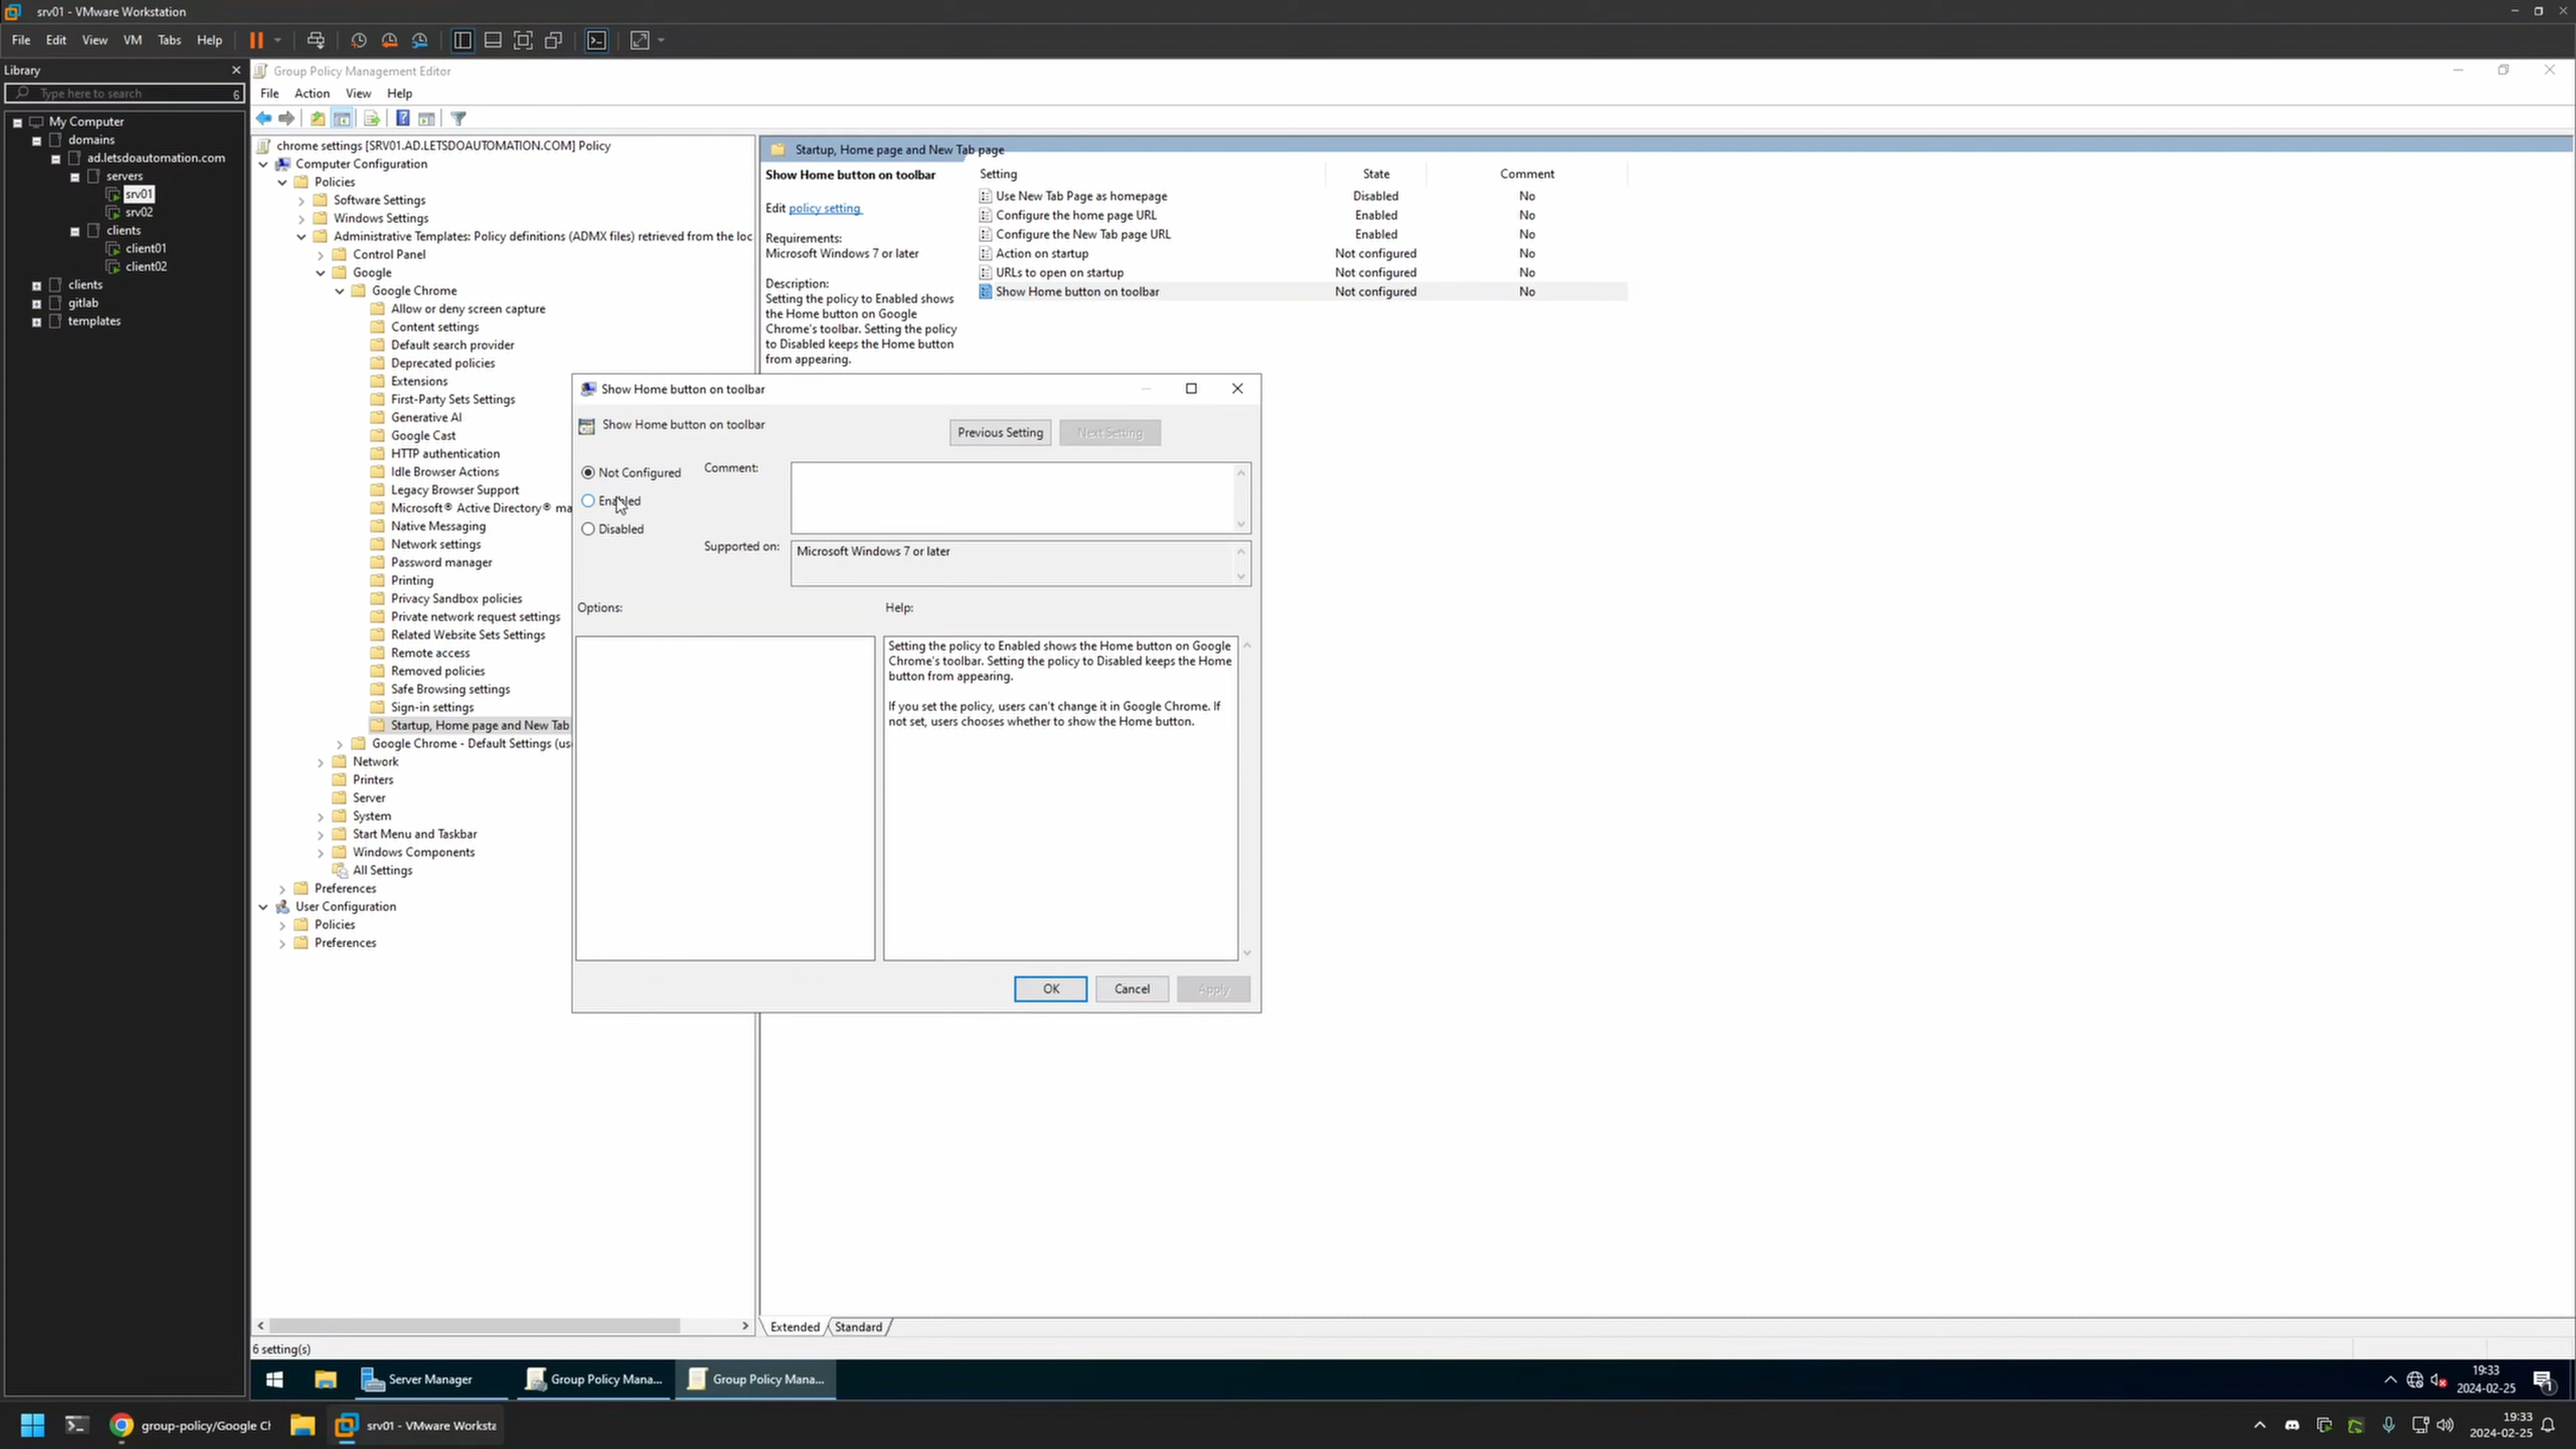 srv01 - VMware Workstation
File Edit View VM Tabs Help
Library
Type here to search 6
My Computer
domains
ad.letsdoautomation.com
servers
srv01
srv02
clients
client01
client02
clients
gitlab
templates
Group Policy Management Editor
File Action View Help
chrome settings [SRV01.AD.LETSDOAUTOMATION.COM] Policy
Computer Configuration
Policies
Software Settings
Windows Settings
Administrative Templates: Policy definitions (ADMX files) retrieved from the loc
Control Panel
Google
Google Chrome
Allow or deny screen capture
Content settings
Default search provider
Deprecated policies
Extensions
First-Party Sets Settings
Generative AI
Google Cast
HTTP authentication
Idle Browser Actions
Legacy Browser Support
Microsoft® Active Directory® ma
Native Messaging
Network settings
Password manager
Printing
Privacy Sandbox policies
Private network request settings
Related Website Sets Settings
Remote access
Removed policies
Safe Browsing settings
Sign-in settings
Startup, Home page and New Tab
Google Chrome - Default Settings (us
Network
Printers
Server
System
Start Menu and Taskbar
Windows Components
All Settings
Preferences
User Configuration
Policies
Preferences
Startup, Home page and New Tab page
Show Home button on toolbar
Edit policy setting
Requirements:
Microsoft Windows 7 or later
Description:
Setting the policy to Enabled shows
the Home button on Google
Chrome's toolbar. Setting the policy
to Disabled keeps the Home button
from appearing.
Setting State Comment
Use New Tab Page as homepage Disabled No
Configure the home page URL Enabled No
Configure the New Tab page URL Enabled No
Action on startup Not configured No
URLs to open on startup Not configured No
Show Home button on toolbar Not configured No
Show Home button on toolbar
Show Home button on toolbar
Previous Setting Next Setting
Not Configured
Enabled
Disabled
Comment:
Supported on:
Microsoft Windows 7 or later
Options:
Help:
Setting the policy to Enabled shows the Home button on Google
Chrome's toolbar. Setting the policy to Disabled keeps the Home
button from appearing.
If you set the policy, users can't change it in Google Chrome. If
not set, users chooses whether to show the Home button.
OK Cancel Apply
Extended Standard
6 setting(s)
Server Manager Group Policy Mana... Group Policy Mana...
19:33
2024-02-25
1
group-policy/Google Ch srv01 - VMware Worksta
19:33
2024-02-25